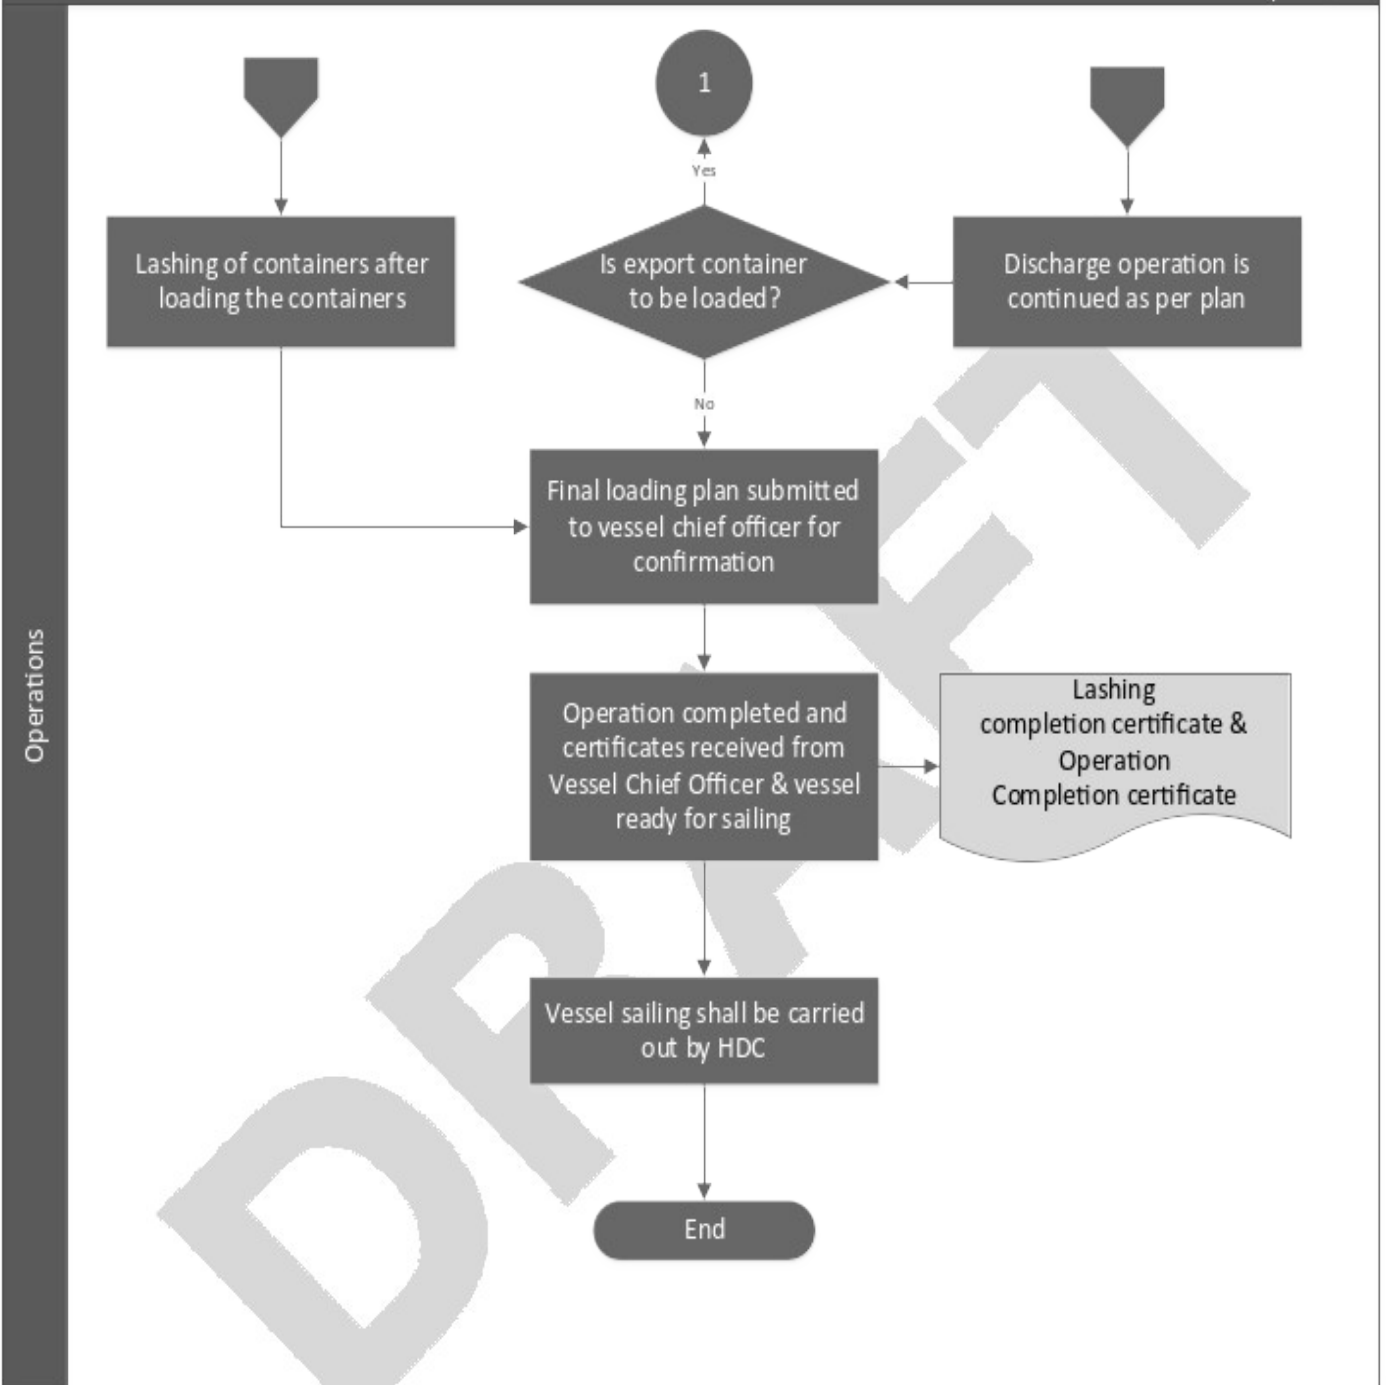 1
Yes
Lashing of containers after
loading the containers
Is export container
to be loaded?
Discharge operation is
continued as per plan
No
Final loading plan submitted
to vessel chief officer for
confirmation
Operations
Operation completed and
certificates received from
Vessel Chief Officer & vessel
ready for sailing
Lashing
completion certificate &
Operation
Completion certificate
Vessel sailing shall be carried
out by HDC
End
DRAFT